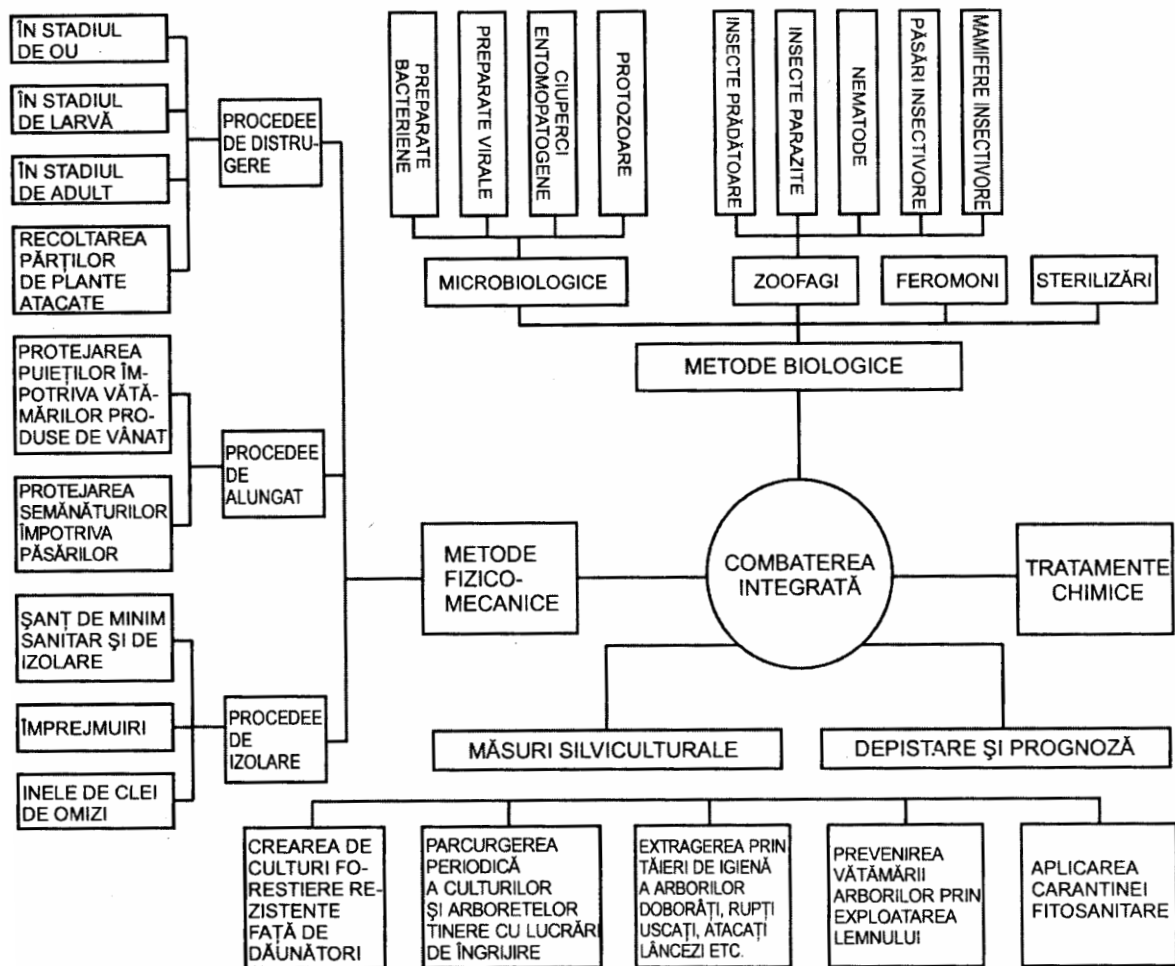 ÎN STADIUL
DE OU
ÎN STADIUL
DE LARVĂ
ÎN STADIUL
DE ADULT
RECOLTAREA
PĂRȚILOR
DE PLANTE
ATACATE
PROCEDEE
DE DISTRU-
GERE
PROTEJAREA
PUIEȚILOR ÎM-
POTRIVA VĂTĂ-
MĂRILOR PRO-
DUSE DE VÂNAT
PROTEJAREA
SEMĂNĂTURILOR
ÎMPOTRIVA
PĂSĂRILOR
PROCEDEE
DE
ALUNGAT
ȘANȚ DE MINIM
SANITAR ȘI DE
IZOLARE
ÎMPREJMUIRI
INELE DE CLEI
DE OMIZI
PROCEDEE
DE
IZOLARE
PREPARATE
BACTERIENE
PREPARATE VIRALE
CIUPERCI
ENTOMOPATOGENE
PROTOZOARE
INSECTE PRĂDĂTOARE
INSECTE PARAZITE
NEMATODE
PĂSĂRI INSECTIVORE
MAMIFERE INSECTIVORE
MICROBIOLOGICE
ZOOFAGI
FEROMONI
STERILIZĂRI
METODE BIOLOGICE
METODE
FIZICO-
MECANICE
COMBATEREA
INTEGRATĂ
TRATAMENTE
CHIMICE
MĂSURI SILVICULTURALE
DEPISTARE ȘI PROGNOZĂ
CREAREA DE
CULTURI FO-
RESTIERE RE-
ZISTENTE
FAȚĂ DE
DĂUNĂTORI
PARCURGEREA
PERIODICĂ
A CULTURILOR
ȘI ARBORETELOR
TINERE CU LUCRĂRI
DE ÎNGRIJIRE
EXTRAGEREA PRIN
TĂIERI DE IGIENĂ
A ARBORILOR
DOBORÂȚI, RUPȚI
USCAȚI, ATACAȚI
LÂNCEZI ETC.
PREVENIREA
VĂTĂMĂRII
ARBORILOR PRIN
EXPLOATAREA
LEMNULUI
APLICAREA
CARANTINEI
FITOSANITARE